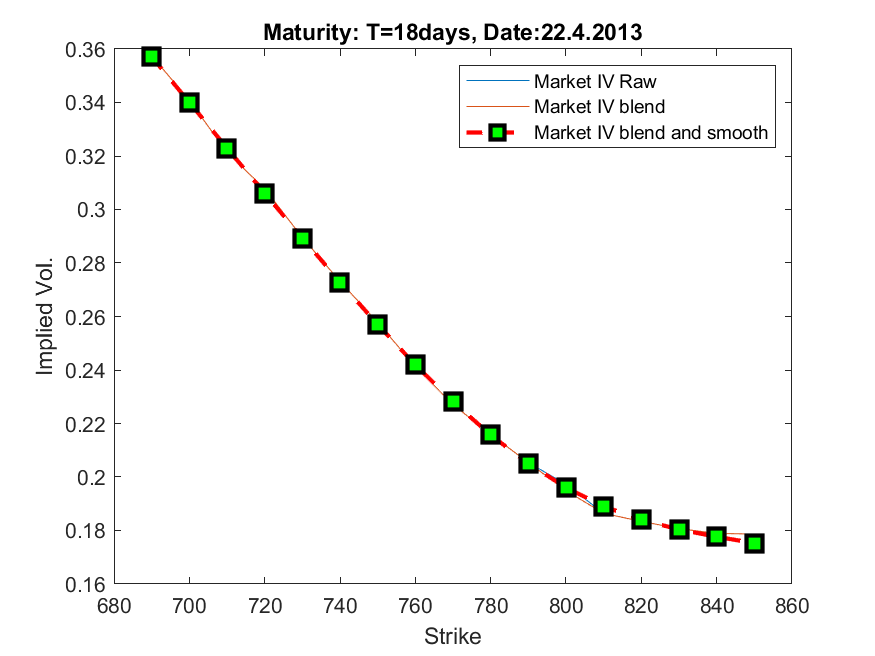 Maturity: T=18days, Date:22.4.2013
0.36
0.34
0.32
0.3
0.28
0.26
0.24
0.22
0.2
0.18
0.16
Implied Vol.
Market IV Raw
Market IV blend
Market IV blend and smooth
680 700 720 740 760 780 800 820 840 860
Strike